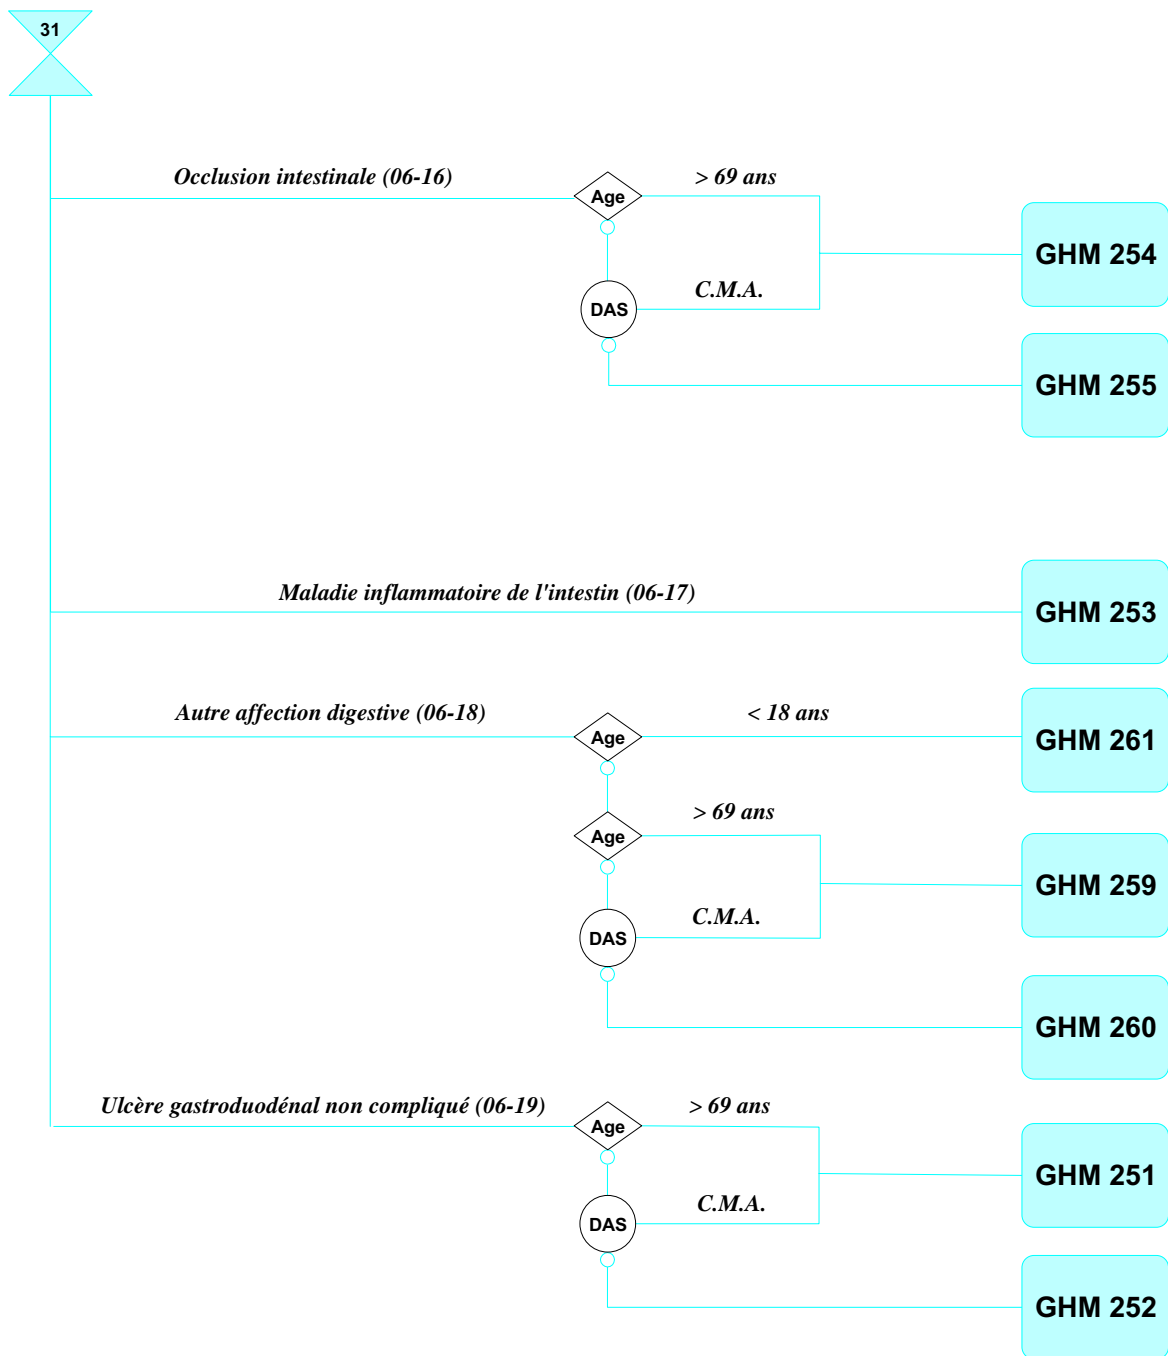 31
Occlusion intestinale (06-16)
Age
> 69 ans
GHM 254
DAS
C.M.A.
GHM 255
Maladie inflammatoire de l'intestin (06-17)
GHM 253
Autre affection digestive (06-18)
Age
< 18 ans
GHM 261
Age
> 69 ans
GHM 259
DAS
C.M.A.
GHM 260
Ulcère gastroduodénal non compliqué (06-19)
Age
> 69 ans
GHM 251
DAS
C.M.A.
GHM 252